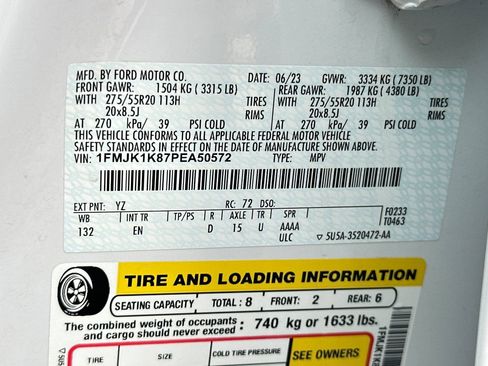 MFD. BY FORD MOTOR CO. DATE: 06/23 GVWR: 3334 KG ( 7350 LB)
FRONT GAWR: 1504 KG ( 3315 LB) REAR GAWR: 1987 KG ( 4380 LB)
WITH 275/55R20 113H TIRES WITH 275/55R20 113H TIRES
20x8.5J RIMS 20x8.5J RIMS
AT 270 kPa/ 39 PSI COLD AT 270 kPa/ 39 PSI COLD
THIS VEHICLE CONFORMS TO ALL APPLICABLE FEDERAL MOTOR VEHICLE
SAFETY STANDARDS IN EFFECT ON THE DATE OF MANUFACTURE SHOWN ABOVE.
VIN: 1FMJK1K87PEA50572 TYPE: MPV
EXT PNT: YZ RC: 72 DSO: F0233
WB INT TR TP/PS R AXLE TR SPR T0463
132 EN D 15 U AAAA
ULC ▽ 5U5A-3520472-AA
TIRE AND LOADING INFORMATION
SEATING CAPACITY TOTAL : 8 FRONT: 2 REAR: 6
The combined weight of occupants and cargo should never exceed : 740 kg or 1633 lbs.
TIRE SIZE COLD TIRE PRESSURE SEE OWNERS